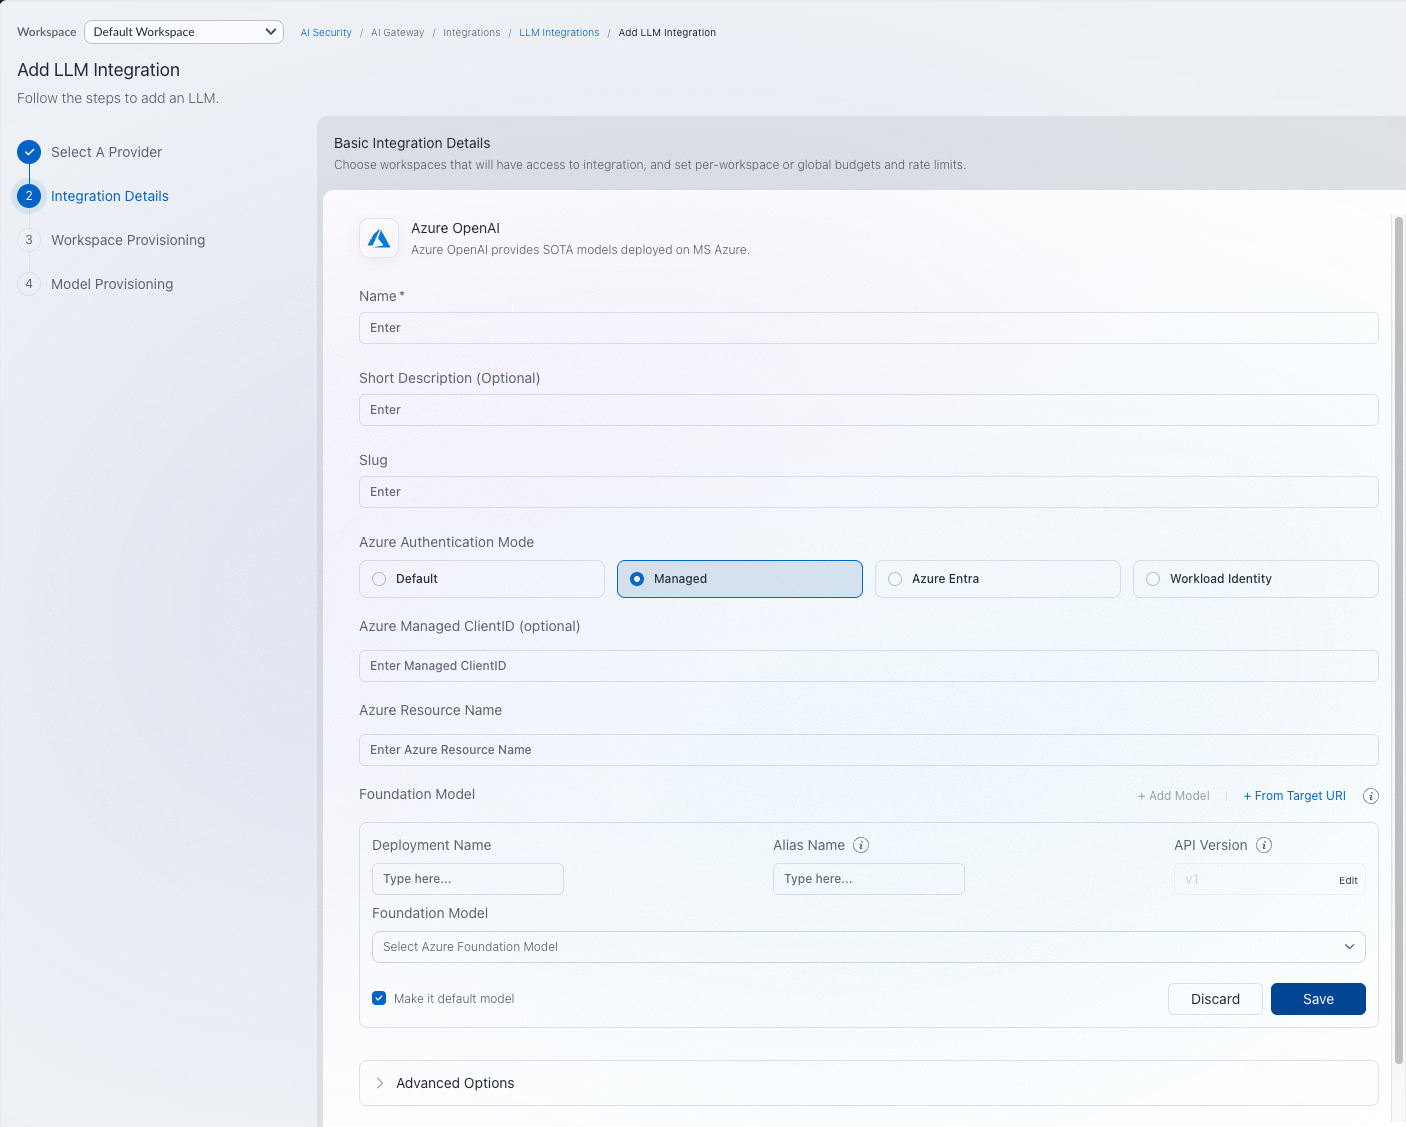 Workspace Default Workspace AI Security / AI Gateway / Integrations / LLM Integrations / Add LLM Integration
Add LLM Integration
Follow the steps to add an LLM.
Select A Provider
2 Integration Details
3 Workspace Provisioning
4 Model Provisioning
Basic Integration Details
Choose workspaces that will have access to integration, and set per-workspace or global budgets and rate limits.
Azure OpenAI
Azure OpenAI provides SOTA models deployed on MS Azure.
Name *
Enter
Short Description (Optional)
Enter
Slug
Enter
Azure Authentication Mode
Default Managed Azure Entra Workload Identity
Azure Managed ClientID (optional)
Enter Managed ClientID
Azure Resource Name
Enter Azure Resource Name
Foundation Model + Add Model | + From Target URI i
Deployment Name Alias Name i API Version i
Type here... Type here... v1 Edit
Foundation Model
Select Azure Foundation Model
Make it default model Discard Save
Advanced Options